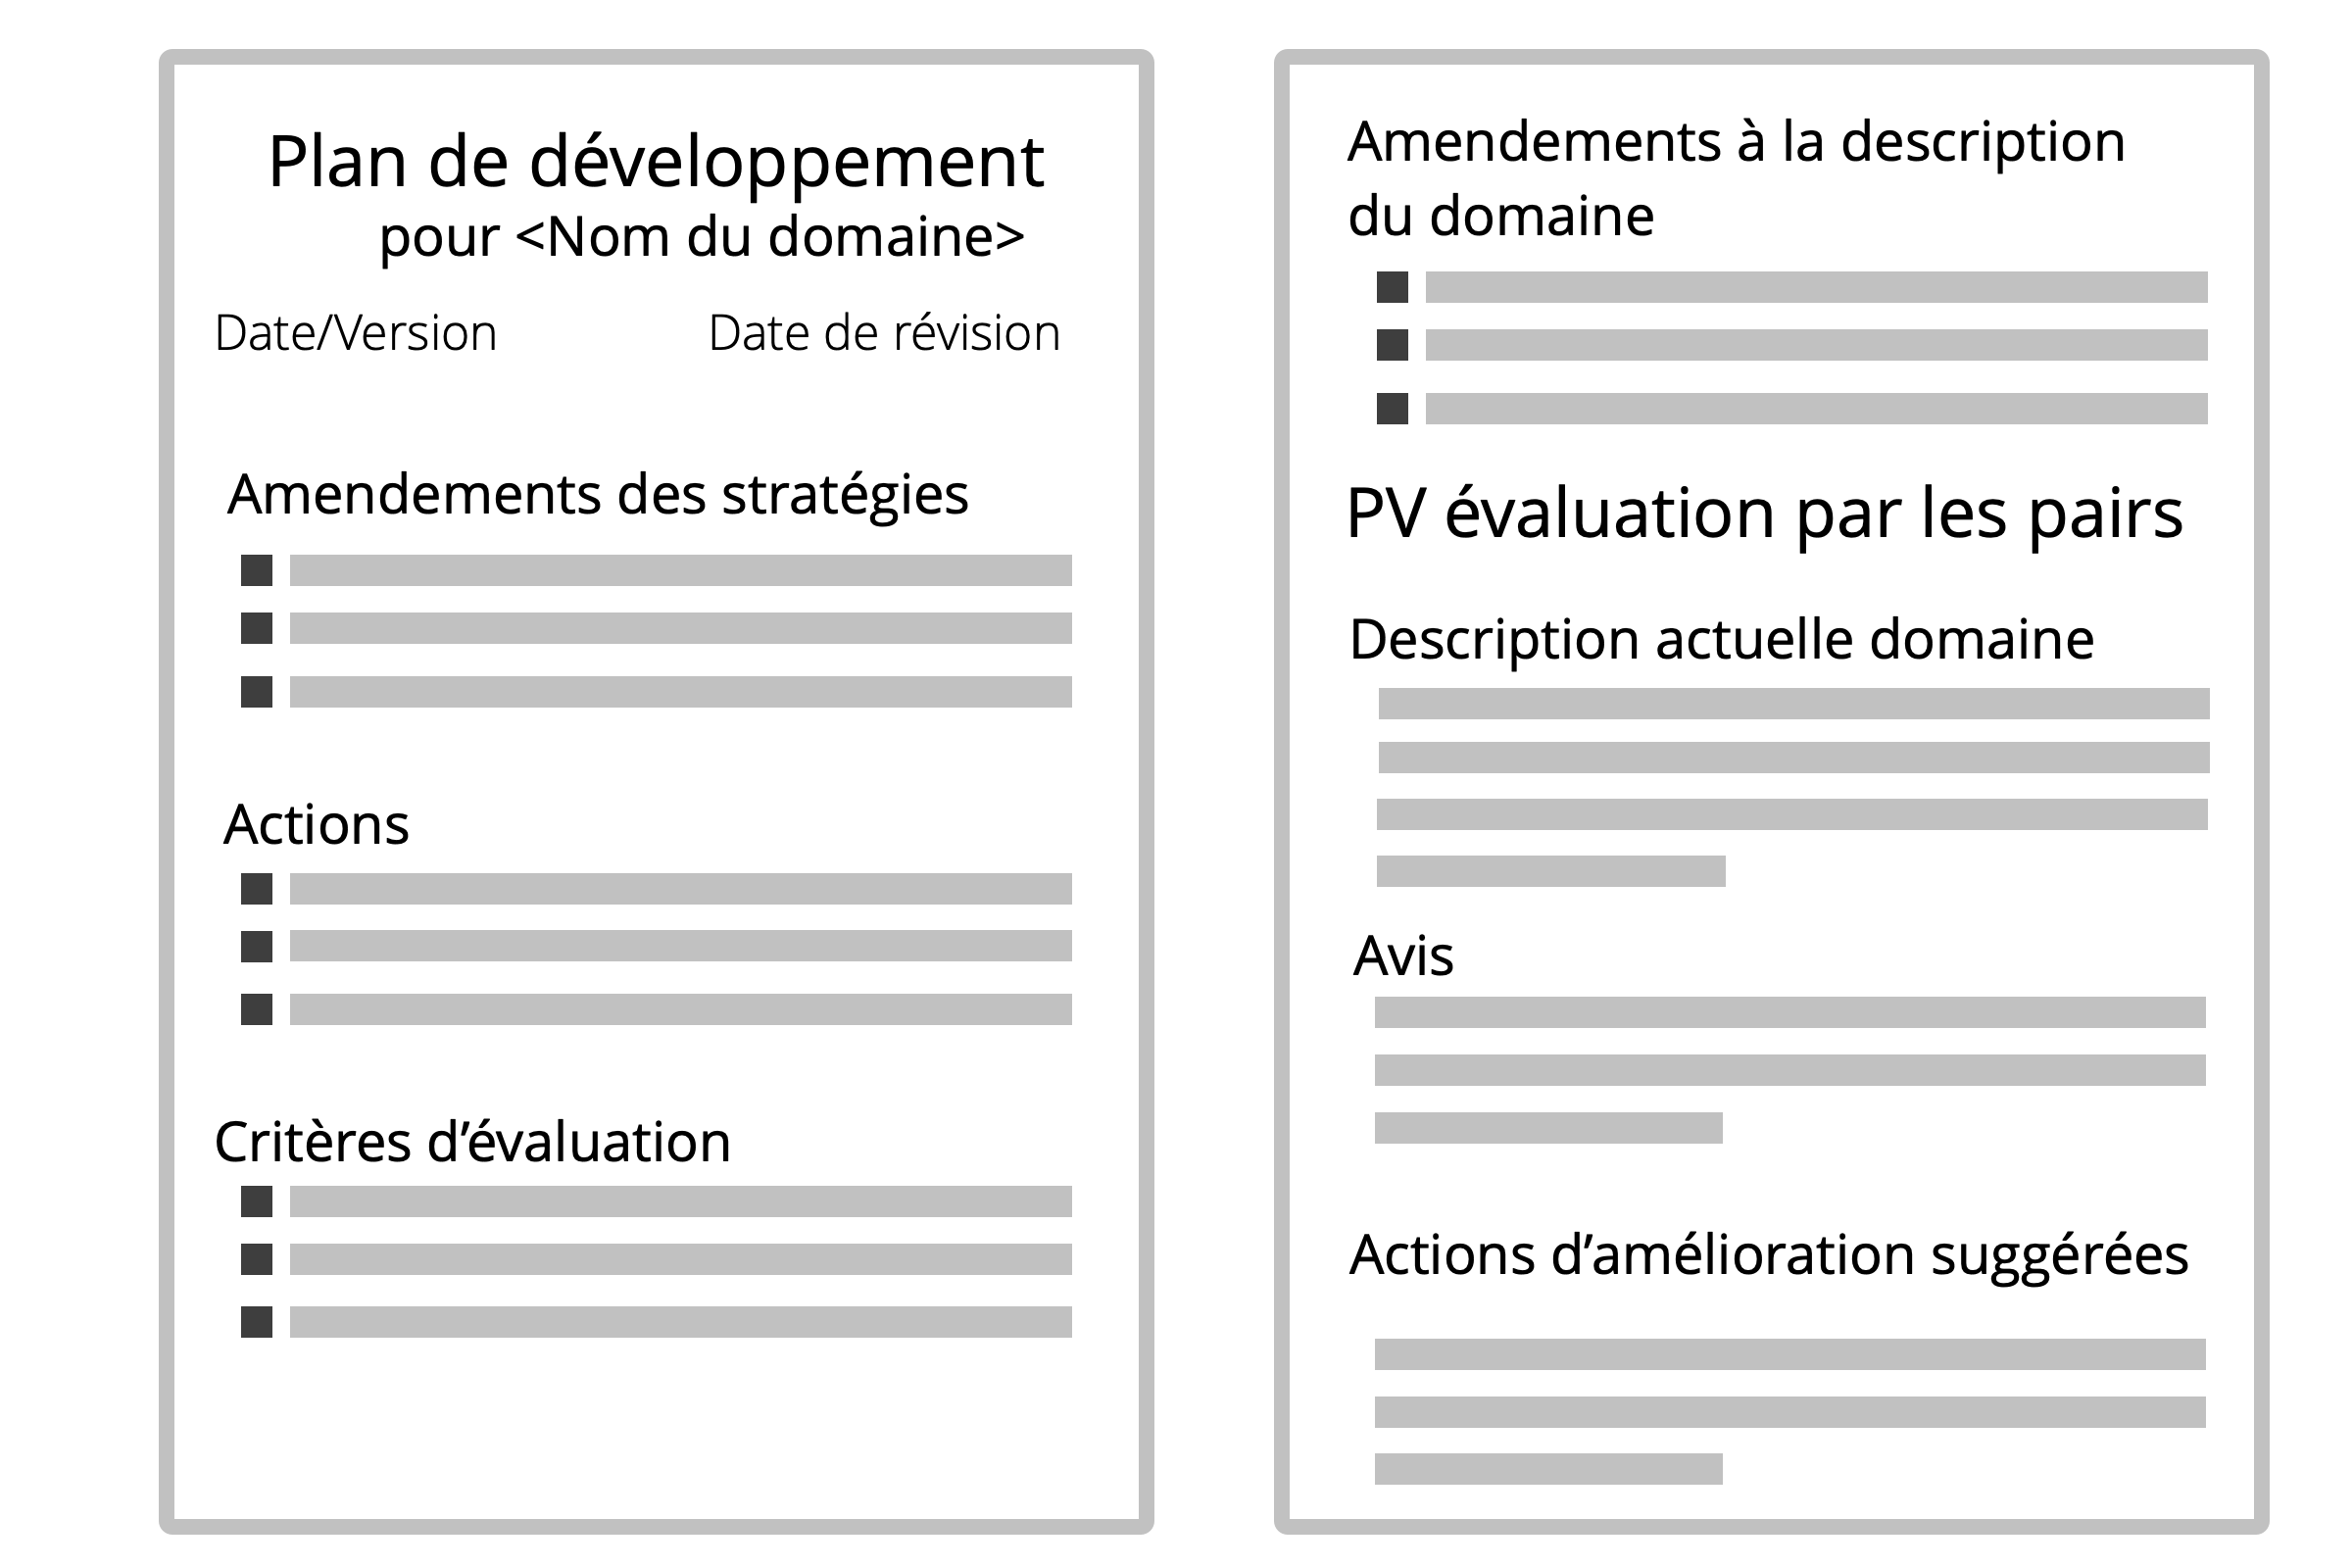 Plan de développement
pour <Nom du domaine>
Date/Version
Date de révision
Amendements des stratégies
Actions
Critères d’évaluation
Amendements à la description
du domaine
PV évaluation par les pairs
Description actuelle domaine
Avis
Actions d’amélioration suggérées